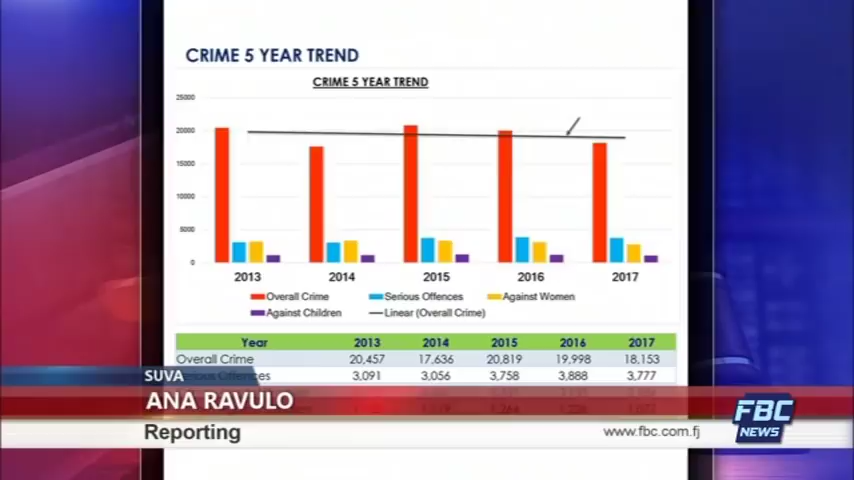 CRIME 5 YEAR TREND
CRIME 5 YEAR TREND
25000
20000
15000
10000
5000
0
2013 2014 2015 2016 2017
Overall Crime Serious Offences Against Women
Against Children Linear (Overall Crime)
Year 2013 2014 2015 2016 2017
Overall Crime 20,457 17,636 20,819 19,998 18,153
Serious Offences 3,091 3,056 3,758 3,888 3,777
SUVA
ANA RAVULO
Reporting
www.fbc.com.fj
FBC
NEWS